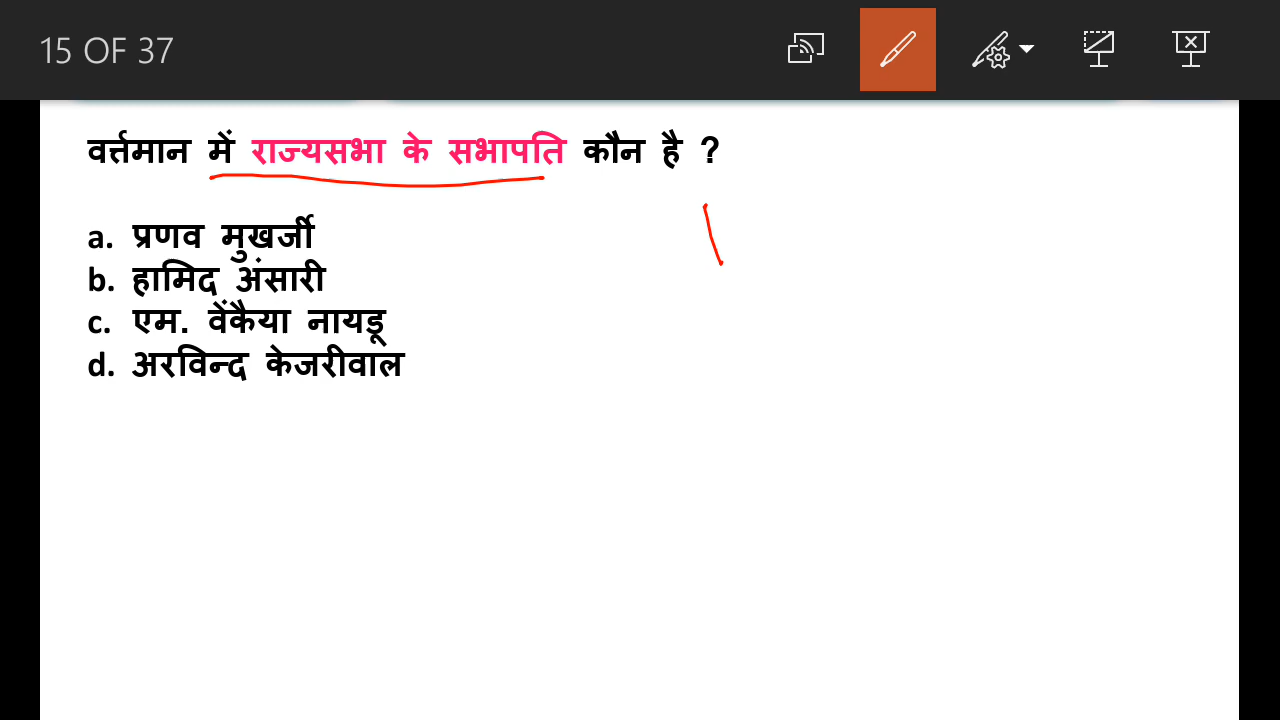 15 OF 37
वर्त्तमान में राज्यसभा के सभापति कौन है ?
a. प्रणव मुखर्जी
b. हामिद अंसारी
c. एम. वेंकैया नायडू
d. अरविन्द केजरीवाल